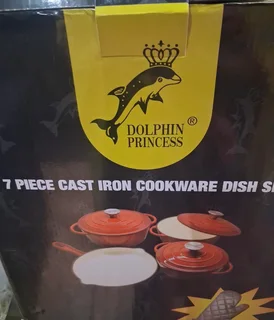 DOLPHIN
PRINCESS ®
7 PIECE CAST IRON COOKWARE DISH S